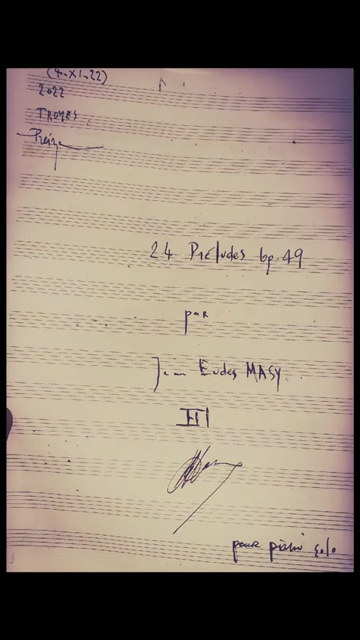 (4.XI.22)
2022
TROYES
24 Préludes op.49
par
Jean Eudes MASY
III
pour piano solo